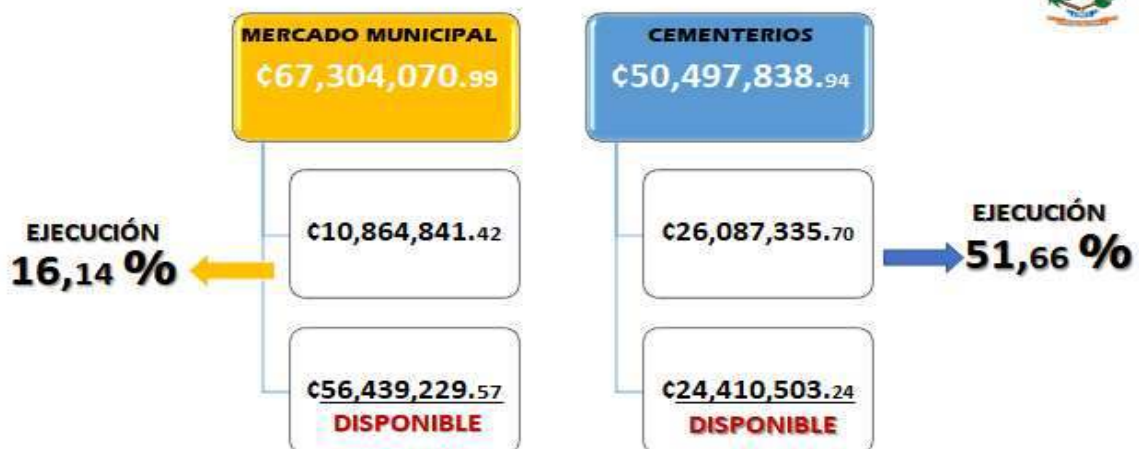 MERCADO MUNICIPAL
¢67,304,070.99
CEMENTERIOS
¢50,497,838.94
EJECUCIÓN
16,14 %
¢10,864,841.42
¢26,087,335.70
EJECUCIÓN
51,66 %
¢56,439,229.57
DISPONIBLE
¢24,410,503.24
DISPONIBLE